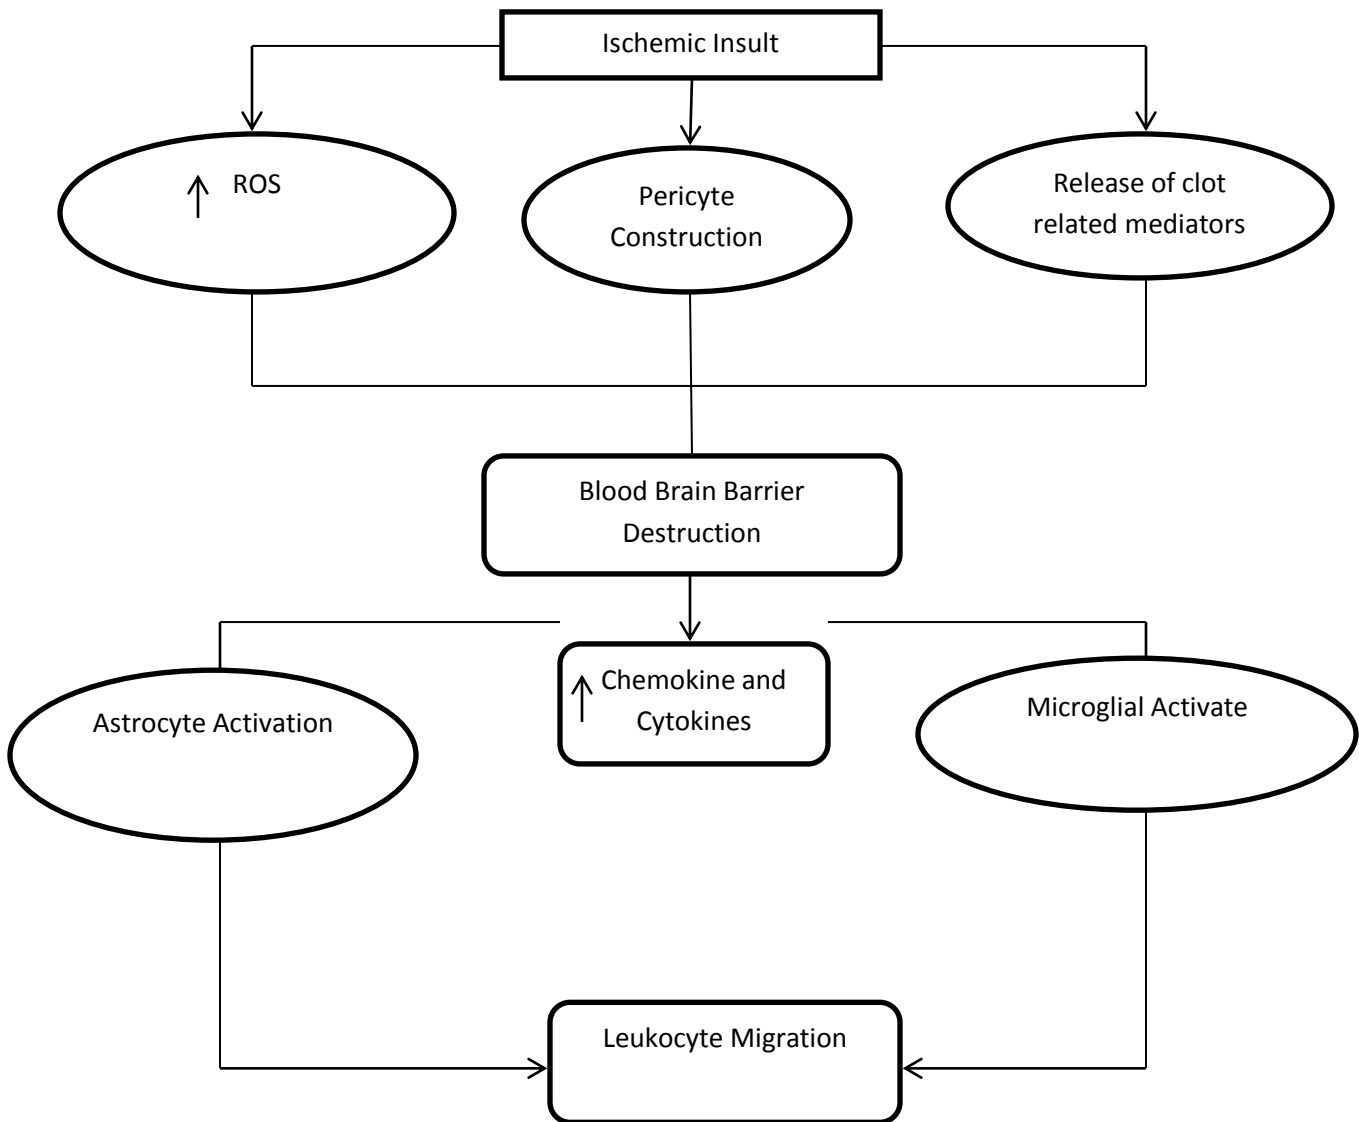 Ischemic Insult
↑ ROS
Pericyte
Construction
Release of clot
related mediators
Blood Brain Barrier
Destruction
↑ Chemokine and
Cytokines
Astrocyte Activation
Microglial Activate
Leukocyte Migration